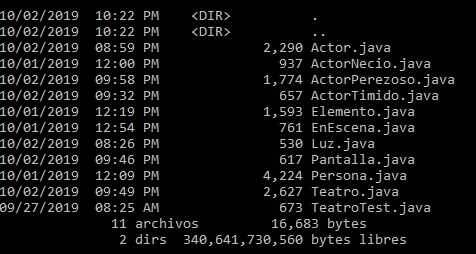 10/02/2019  10:22 PM    <DIR>          .
10/02/2019  10:22 PM    <DIR>          ..
10/02/2019  08:59 PM             2,290 Actor.java
10/01/2019  12:00 PM               937 ActorNecio.java
10/02/2019  09:58 PM             1,774 ActorPerezoso.java
10/02/2019  09:32 PM               657 ActorTimido.java
10/01/2019  12:19 PM             1,593 Elemento.java
10/01/2019  12:54 PM               761 EnEscena.java
10/02/2019  08:26 PM               530 Luz.java
10/02/2019  09:46 PM               617 Pantalla.java
10/01/2019  12:09 PM             4,224 Persona.java
10/02/2019  09:49 PM             2,627 Teatro.java
09/27/2019  08:25 AM               673 TeatroTest.java
              11 archivos         16,683 bytes
               2 dirs  340,641,730,560 bytes libres